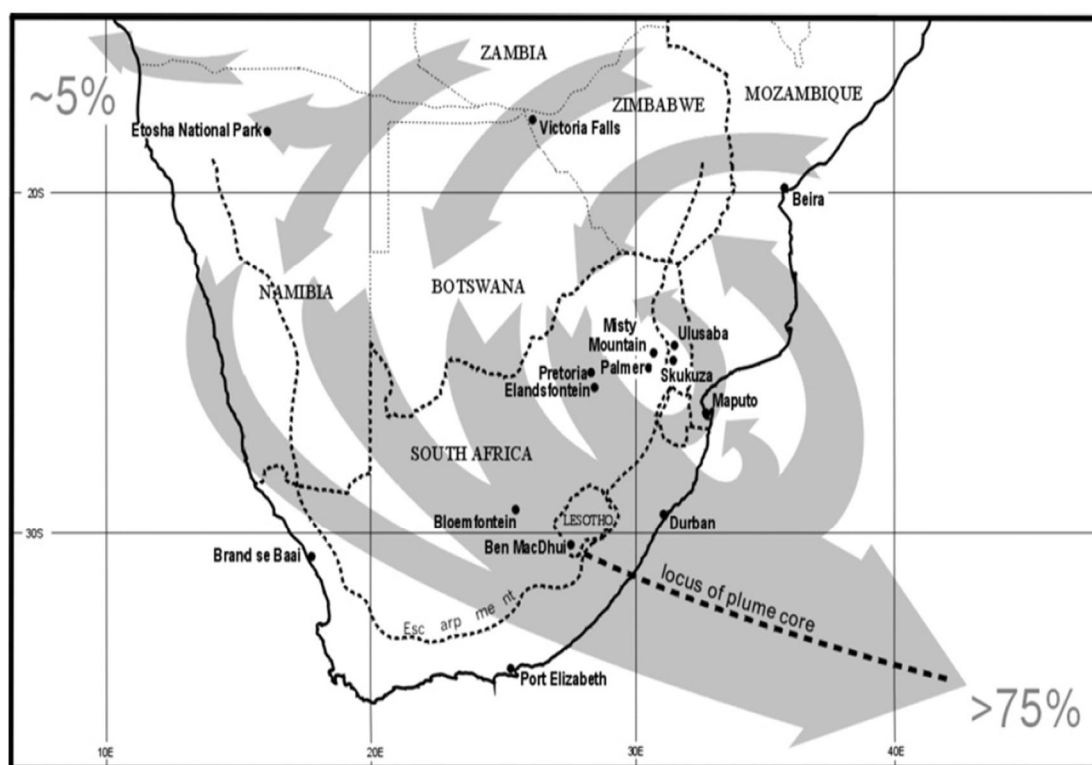 ZAMBIA
~5%
ZIMBABWE
MOZAMBIQUE
Etosha National Park
Victoria Falls
20S
Beira
NAMIBIA
BOTSWANA
Misty
Mountain
Ulusaba
Pretoria
Palmer
Skukuza
Elandsfontein
Maputo
SOUTH AFRICA
Bloemfontein
LESOTHO
Durban
30S
Ben MacDhui
Brand se Baai
locus of plume core
Esc arp me nt
Port Elizabeth
>75%
10E
20E
30E
40E